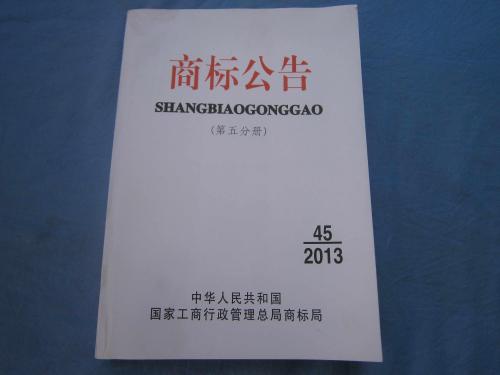 商标公告
SHANGBIAOGONGGAO
(第五分册)
45
2013
中华人民共和国
国家工商行政管理总局商标局